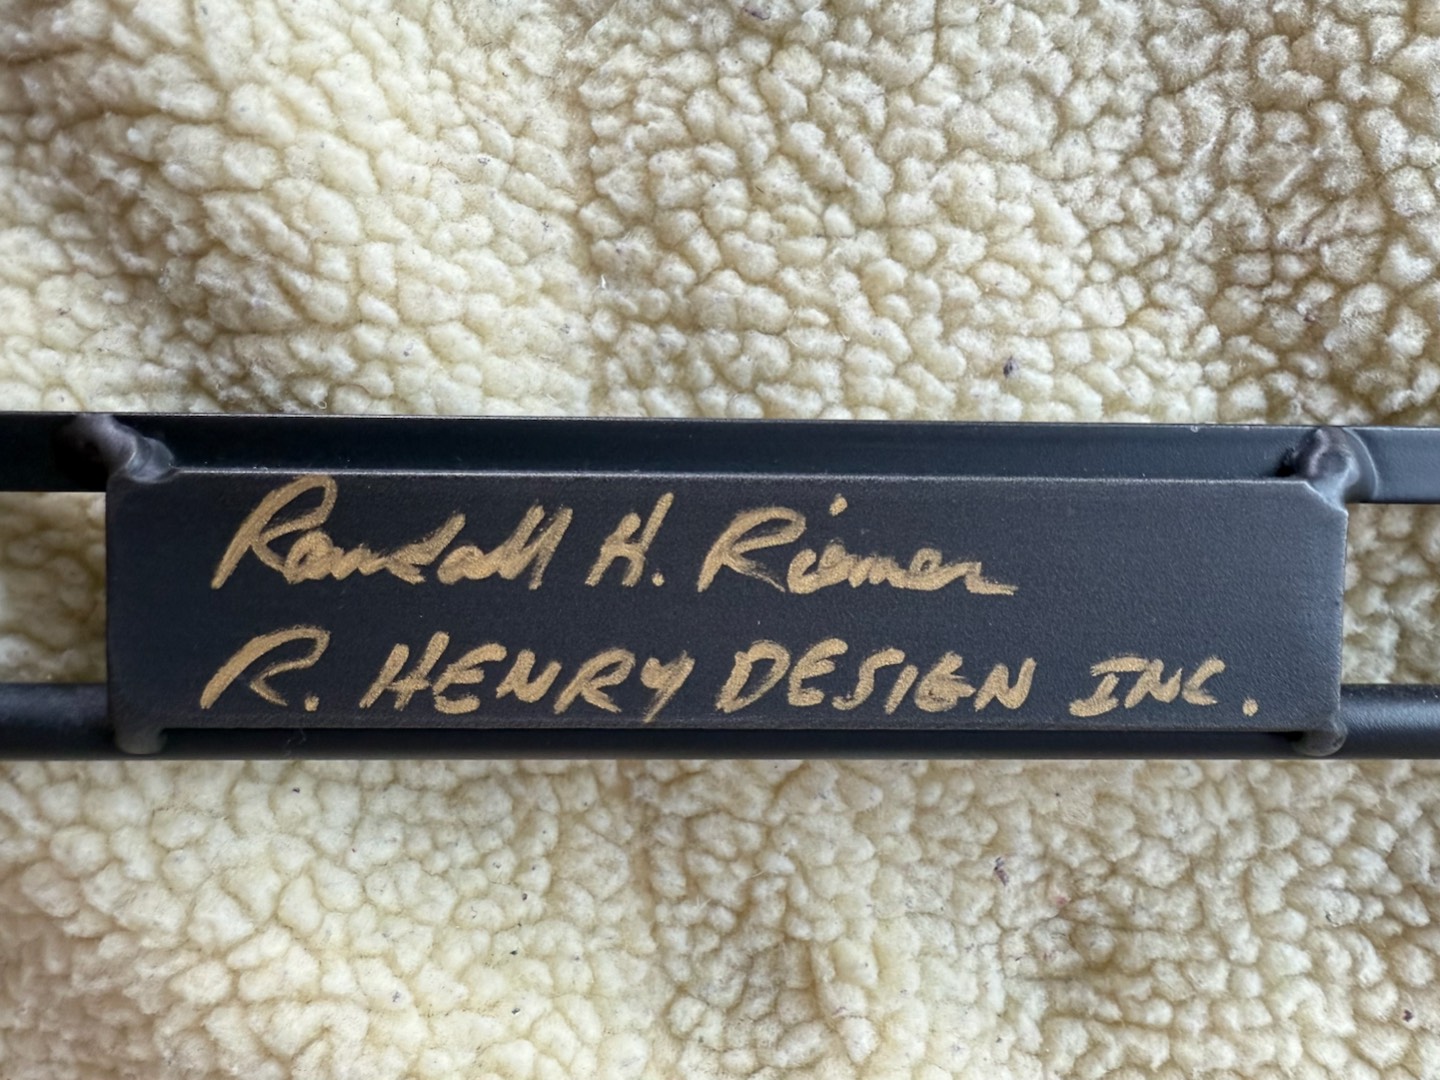 Randall H. Riemer
R. HENRY DESIGN INC.